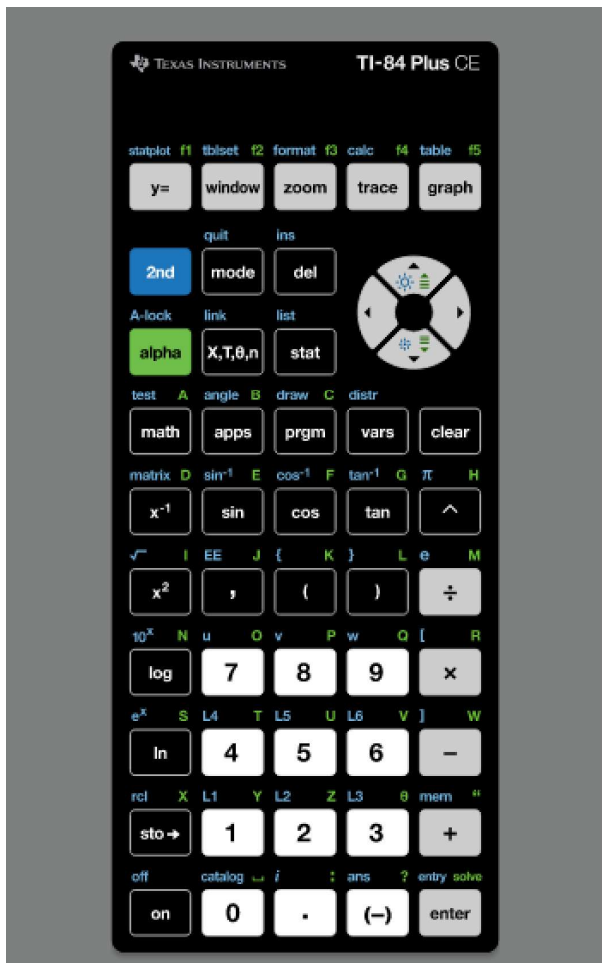 TEXAS INSTRUMENTS TI-84 Plus CE
statplot f1 tblset f2 format f3 calc f4 table f5
y= window zoom trace graph
quit ins
2nd mode del
A-lock link list
alpha X,T,θ,n stat
test A angle B draw C distr
math apps prgm vars clear
matrix D sin-1 E cos-1 F tan-1 G π H
x-1 sin cos tan ^
√ I EE J { K } L e M
x² , ( ) ÷
10ˣ N u O v P w Q [ R
log 7 8 9 ×
eˣ S L4 T L5 U L6 V ] W
ln 4 5 6 −
rcl X L1 Y L2 Z L3 θ mem “
sto→ 1 2 3 +
off catalog ⎵ i : ans ? entry solve
on 0 . (–) enter